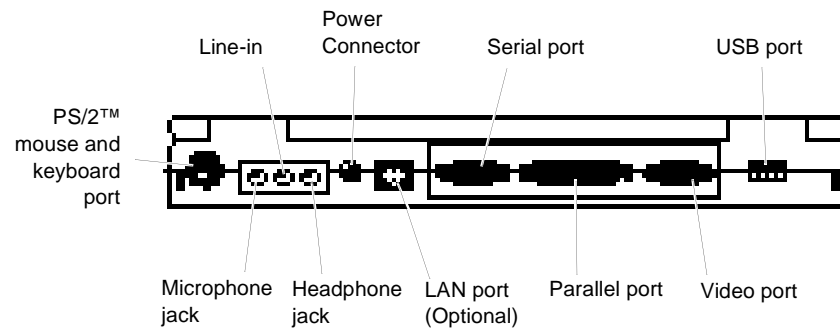 Power
Connector
Line-in
Serial port
USB port
PS/2™
mouse and
keyboard
port
Microphone
jack
Headphone
jack
LAN port
(Optional)
Parallel port
Video port